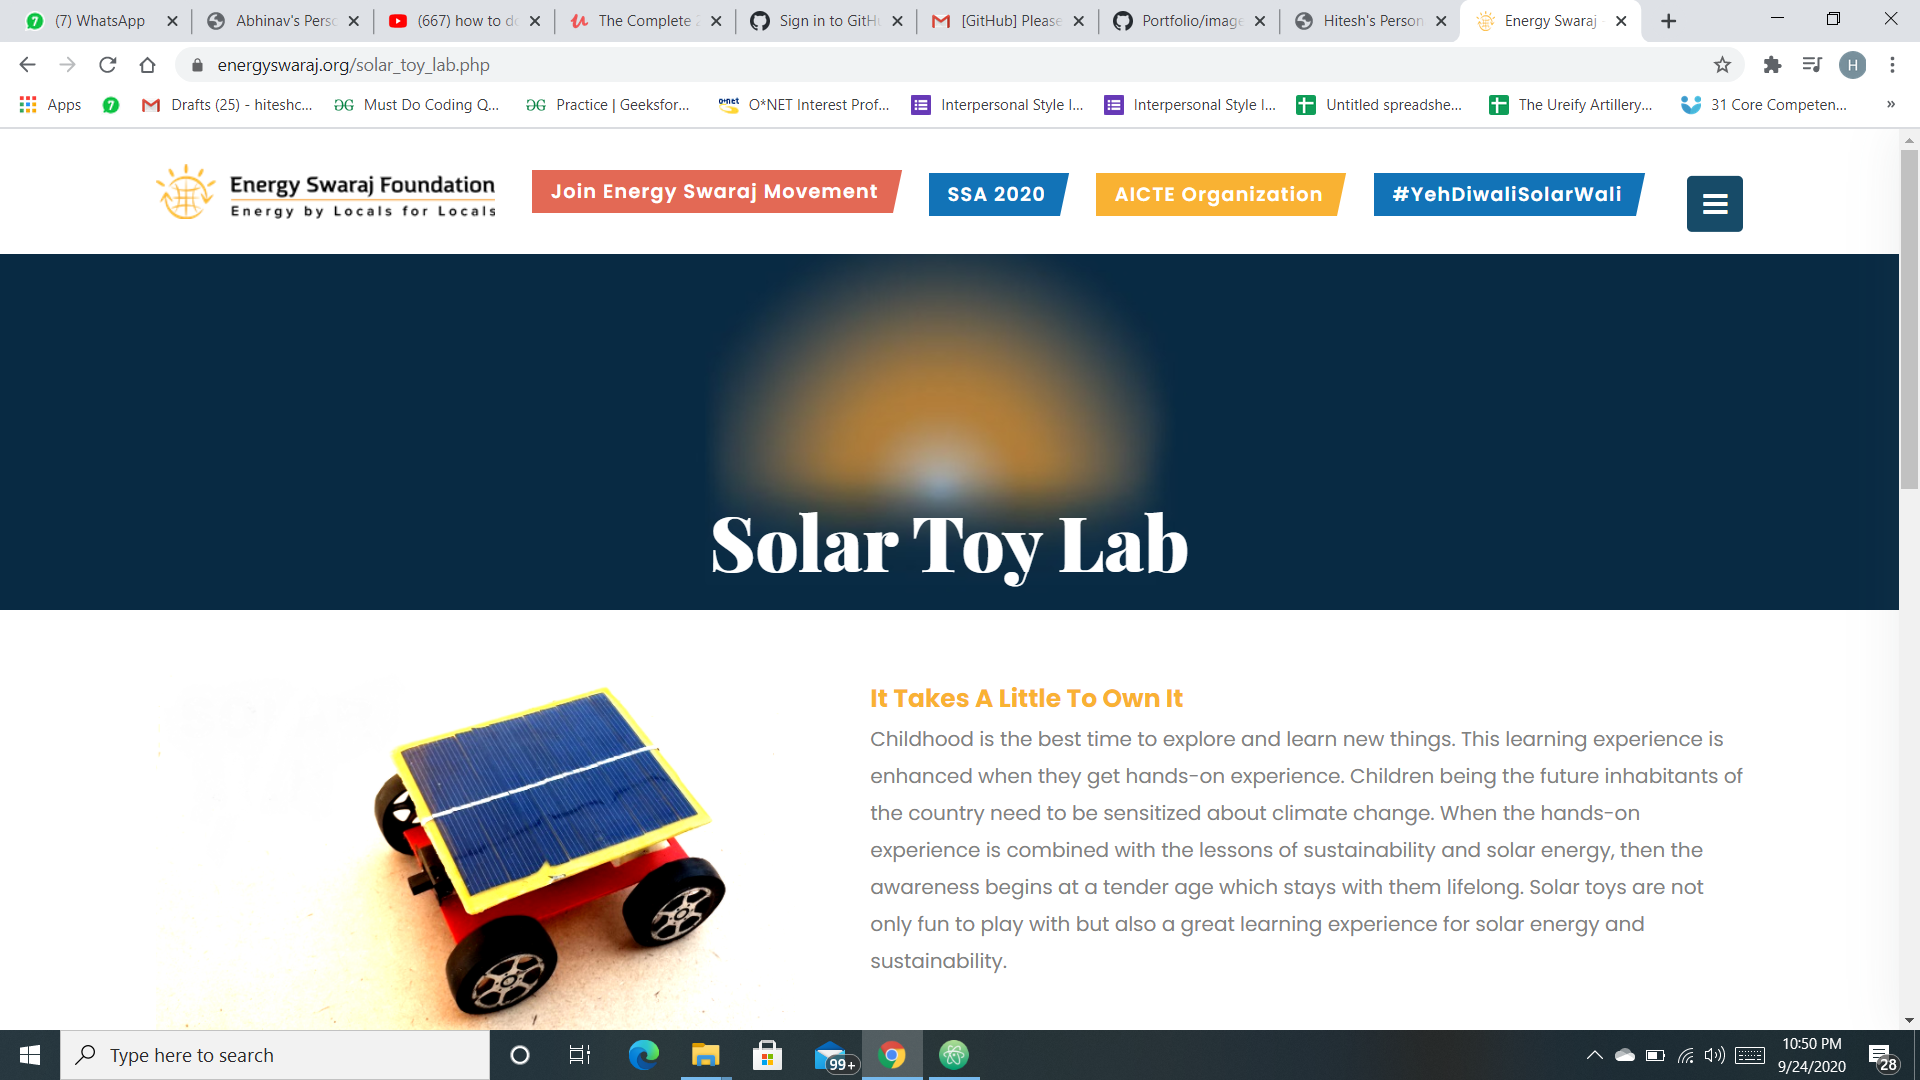 (7) WhatsApp
Abhinav's Perso
(667) how to do
The Complete 2
Sign in to GitHu
[GitHub] Please
Portfolio/image
Hitesh's Person
Energy Swaraj
energyswaraj.org/solar_toy_lab.php
H
Apps
7
Drafts (25) - hiteshc...
Must Do Coding Q...
Practice | Geeksfor...
O*NET Interest Prof...
Interpersonal Style I...
Interpersonal Style I...
Untitled spreadshe...
The Ureify Artillery...
31 Core Competen...
»
Energy Swaraj Foundation
Energy by Locals for Locals
Join Energy Swaraj Movement
SSA 2020
AICTE Organization
#YehDiwaliSolarWali
Solar Toy Lab
It Takes A Little To Own It
Childhood is the best time to explore and learn new things. This learning experience is
enhanced when they get hands-on experience. Children being the future inhabitants of
the country need to be sensitized about climate change. When the hands-on
experience is combined with the lessons of sustainability and solar energy, then the
awareness begins at a tender age which stays with them lifelong. Solar toys are not
only fun to play with but also a great learning experience for solar energy and
sustainability.
Type here to search
99+
10:50 PM
9/24/2020
28